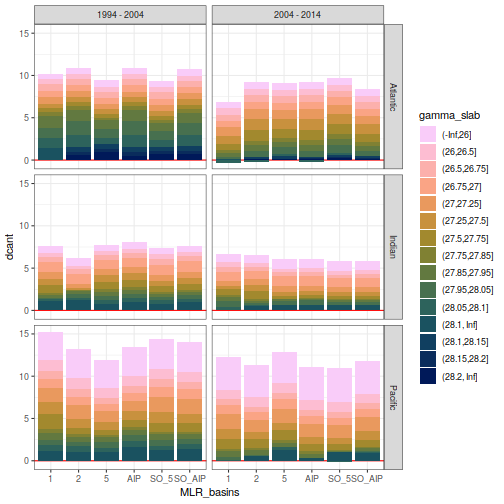 1994 - 2004
2004 - 2014
15
10
5
0
Atlantic
15
10
5
0
Indian
15
10
5
0
Pacific
dcant
1 2 5 AIP SO_5 SO_AIP
1 2 5 AIP SO_5 SO_AIP
MLR_basins
gamma_slab
(-Inf,26]
(26,26.5]
(26.5,26.75]
(26.75,27]
(27,27.25]
(27.25,27.5]
(27.5,27.75]
(27.75,27.85]
(27.85,27.95]
(27.95,28.05]
(28.05,28.1]
(28.1, Inf]
(28.1,28.15]
(28.15,28.2]
(28.2, Inf]